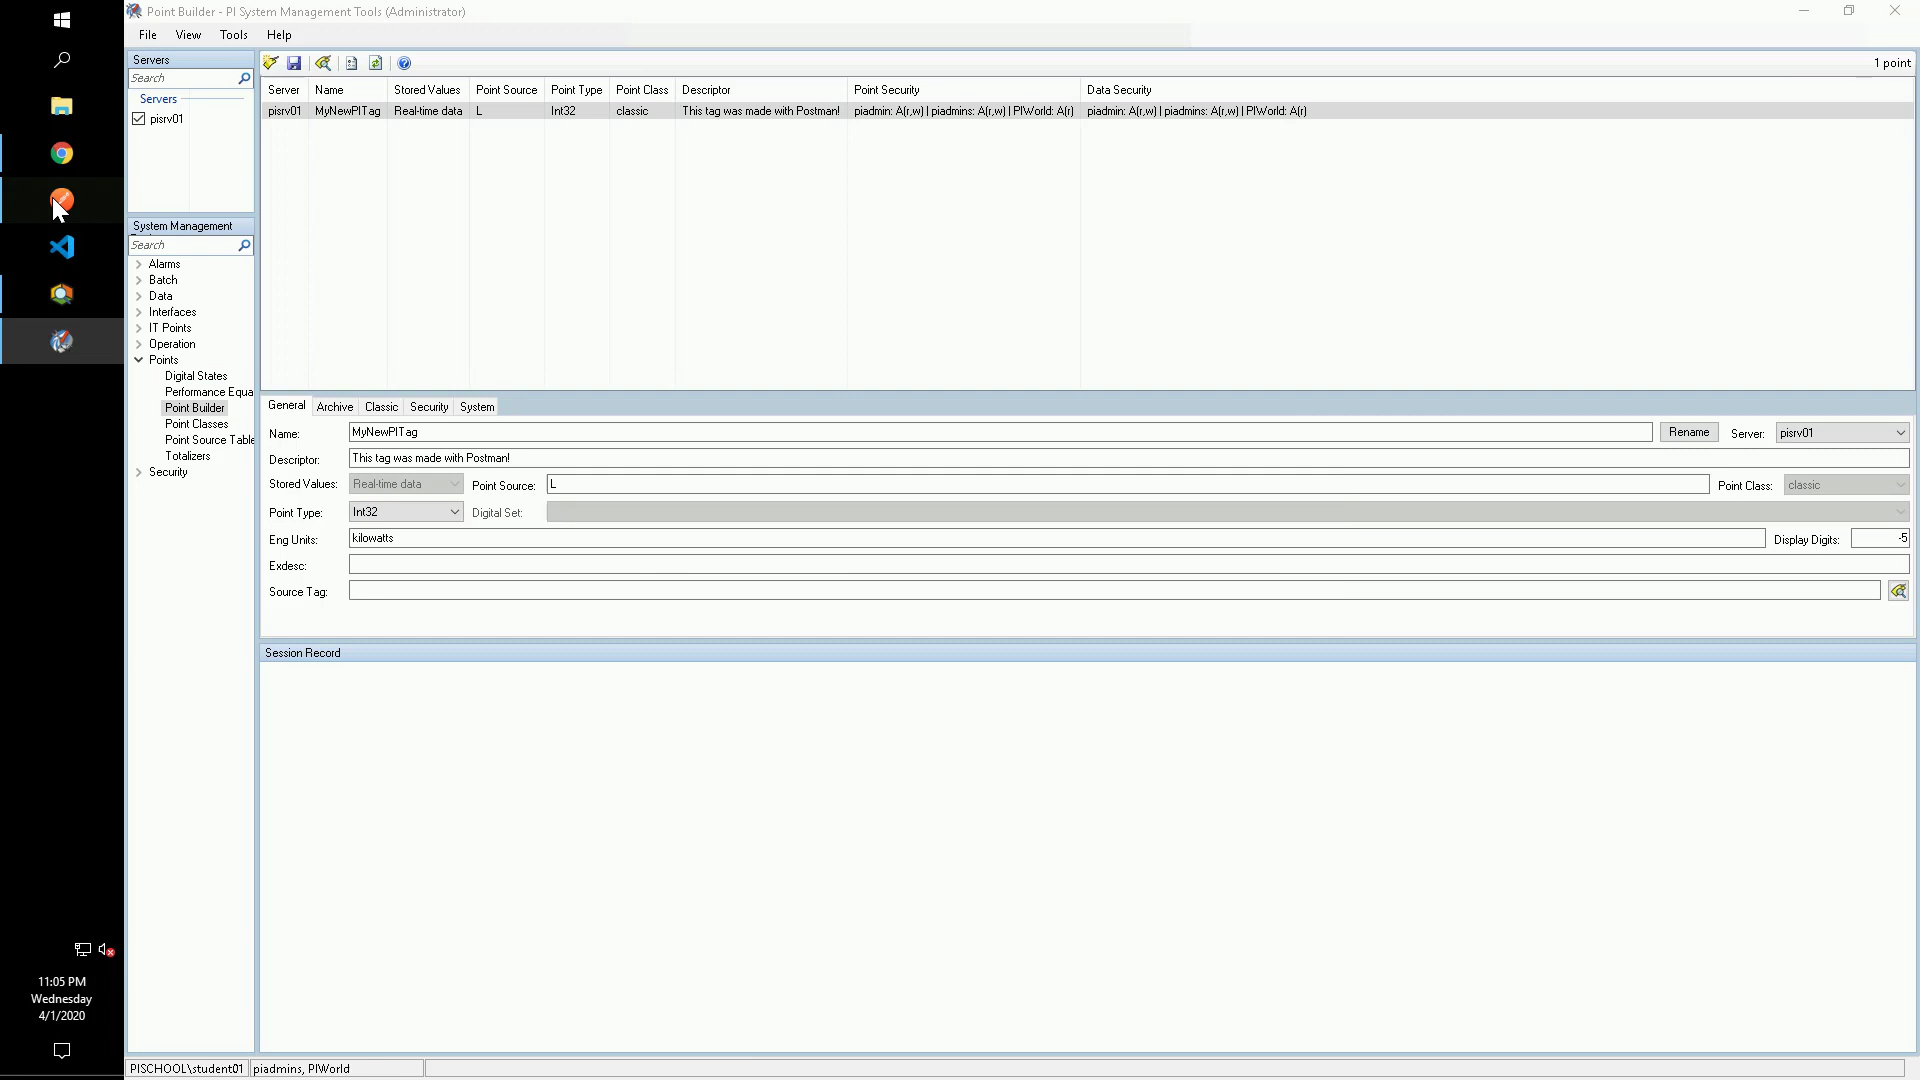 Point Builder - PI System Management Tools (Administrator)
File View Tools Help
Servers
Search
Servers
pisrv01
System Management
Search
Alarms
Batch
Data
Interfaces
IT Points
Operation
Points
Digital States
Performance Equa
Point Builder
Point Classes
Point Source Table
Totalizers
Security
1 point
Server Name Stored Values Point Source Point Type Point Class Descriptor Point Security Data Security
pisrv01 MyNewPITag Real-time data L Int32 classic This tag was made with Postman! piadmin: A(r,w) | piadmins: A(r,w) | PIWorld: A(r) piadmin: A(r,w) | piadmins: A(r,w) | PIWorld: A(r)
General Archive Classic Security System
Name: MyNewPITag Rename Server: pisrv01
Descriptor: This tag was made with Postman!
Stored Values: Real-time data Point Source: L Point Class: classic
Point Type: Int32 Digital Set:
Eng Units: kilowatts Display Digits: -5
Exdesc:
Source Tag:
Session Record
11:05 PM
Wednesday
4/1/2020
PISCHOOL\student01 piadmins, PIWorld